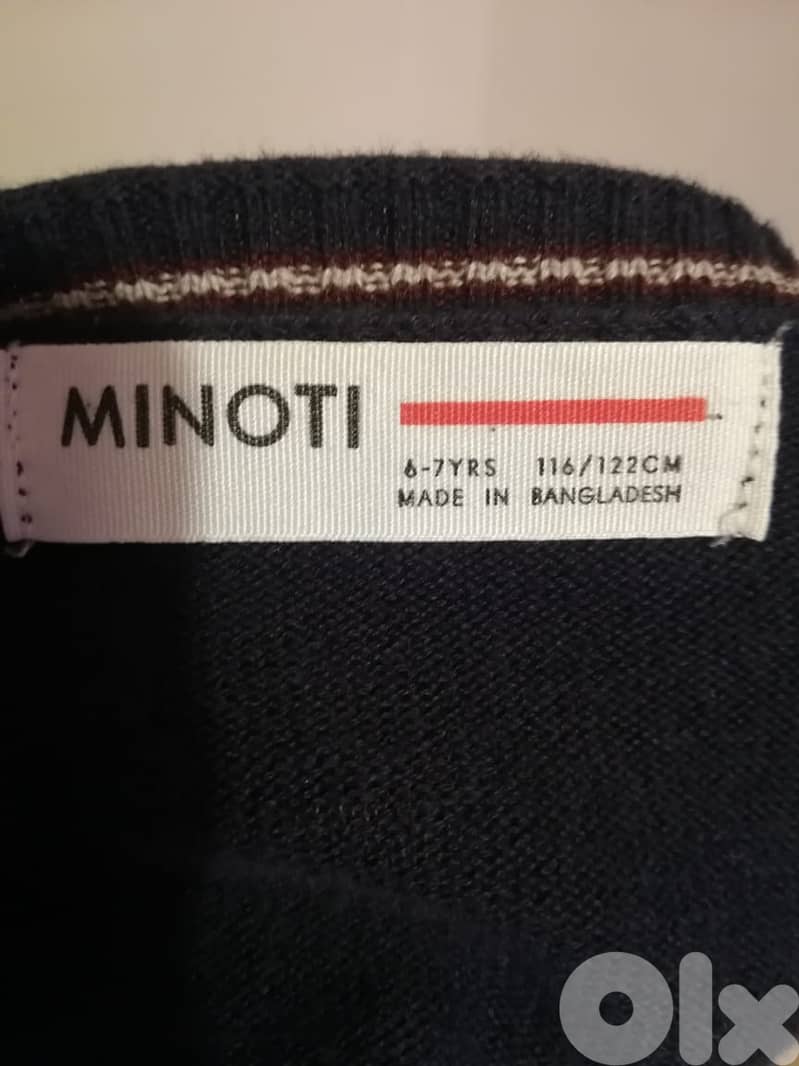 MINOTI
6-7YRS 116/122CM
MADE IN BANGLADESH
Olx